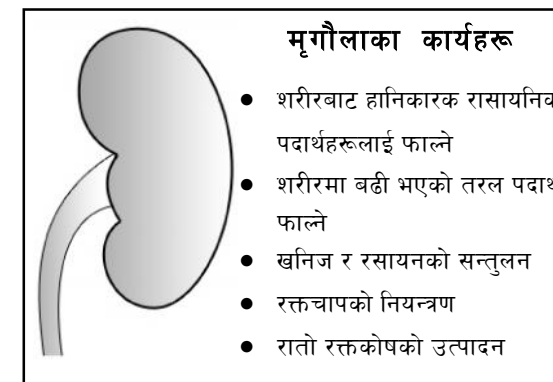 मृगौलाका कार्यहरू
● शरीरबाट हानिकारक रासायनिक
पदार्थहरूलाई फाल्ने
● शरीरमा बढी भएको तरल
फाल्ने
● खनिज र रसायनको सन्तुलन
● रक्तचापको नियन्त्रण
● रातो रक्तकोषको उत्पादन